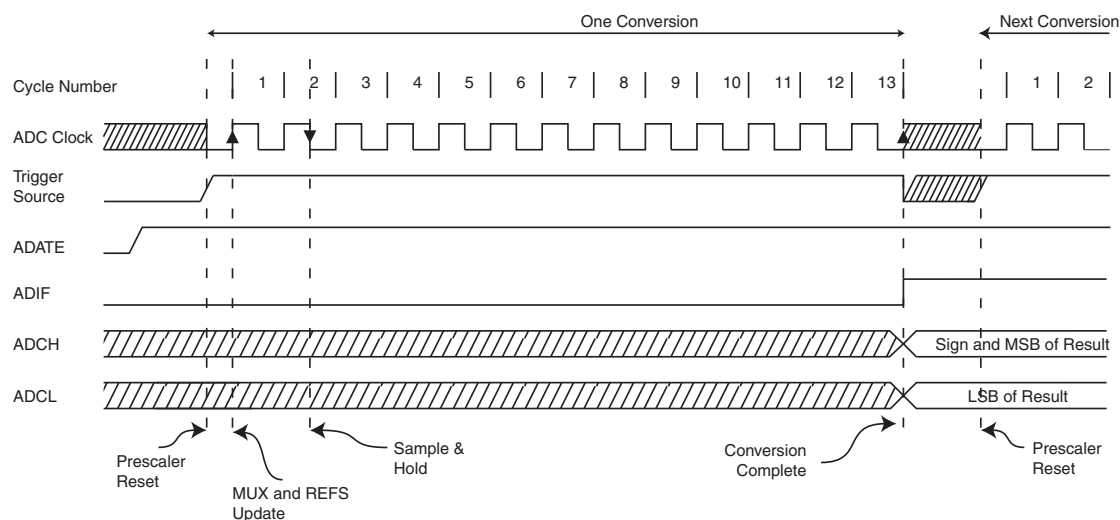 One Conversion
Next Conversion
Cycle Number
1 2 3 4 5 6 7 8 9 10 11 12 13 1 2
ADC Clock
Trigger
Source
ADATE
ADIF
ADCH
Sign and MSB of Result
ADCL
LSB of Result
Prescaler
Reset
MUX and REFS
Update
Sample &
Hold
Conversion
Complete
Prescaler
Reset